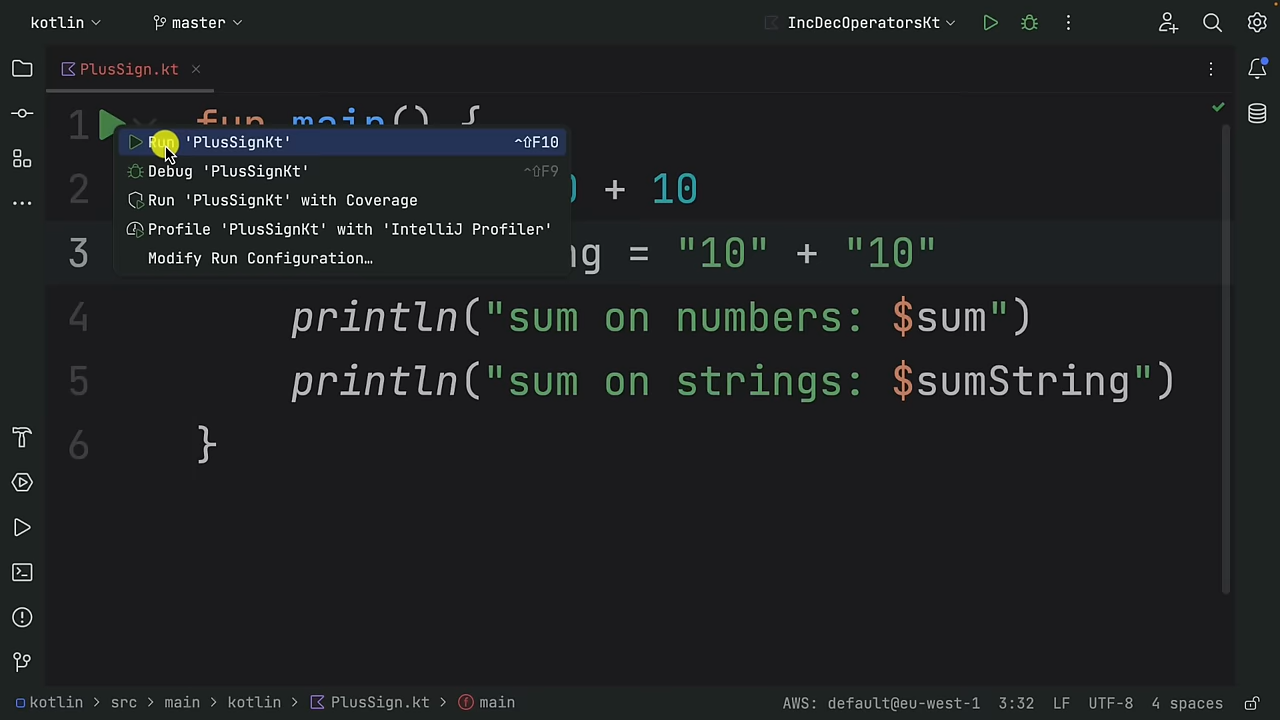 kotlin master IncDecOperatorsKt
PlusSign.kt
1 fun main() {
Run 'PlusSignKt' ⌃⇧F10
2 + 10
Debug 'PlusSignKt' ⌃⇧F9
Run 'PlusSignKt' with Coverage
Profile 'PlusSignKt' with 'IntelliJ Profiler'
3 ng = "10" + "10"
Modify Run Configuration…
4 println("sum on numbers: $sum")
5 println("sum on strings: $sumString")
6 }
kotlin > src > main > kotlin > PlusSign.kt > main AWS: default@eu-west-1 3:32 LF UTF-8 4 spaces